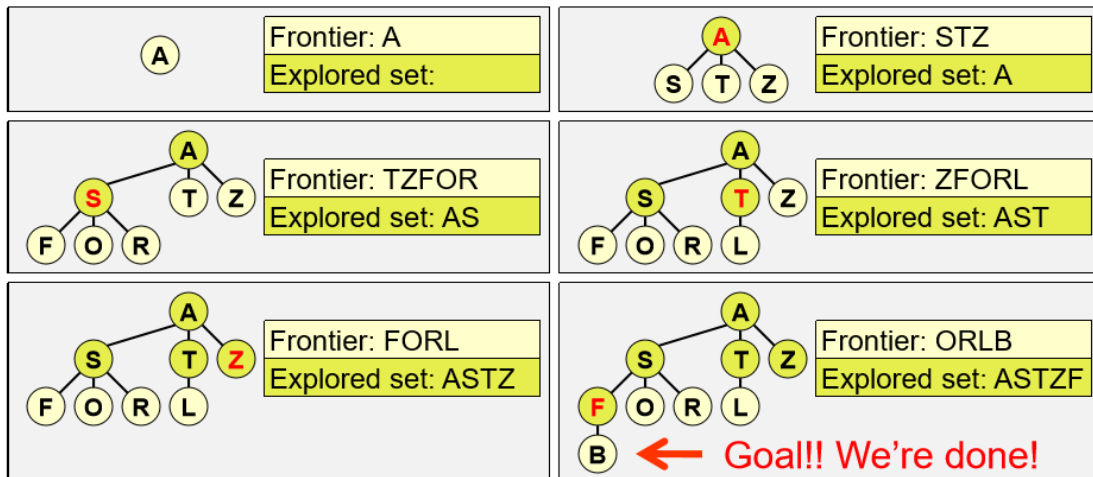 A
Frontier: A
Explored set:
A
S T Z
Frontier: STZ
Explored set: A
A
S T Z
F O R
Frontier: TZFOR
Explored set: AS
A
S T Z
F O R L
Frontier: ZFORL
Explored set: AST
A
S T Z
F O R L
Frontier: FORL
Explored set: ASTZ
A
S T Z
F O R L
B
Frontier: ORLB
Explored set: ASTZF
Goal!! We're done!